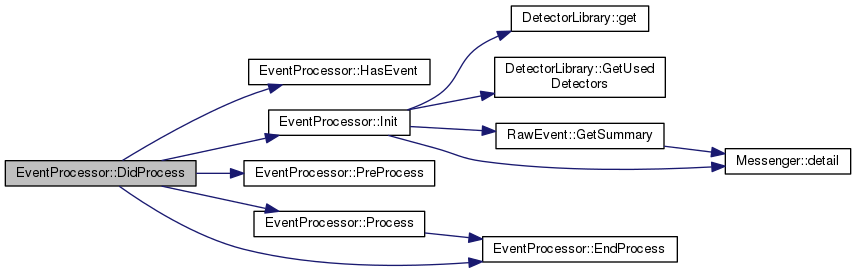 DetectorLibrary::get
EventProcessor::HasEvent
DetectorLibrary::GetUsed
Detectors
EventProcessor::Init
RawEvent::GetSummary
Messenger::detail
EventProcessor::DidProcess
EventProcessor::PreProcess
EventProcessor::Process
EventProcessor::EndProcess